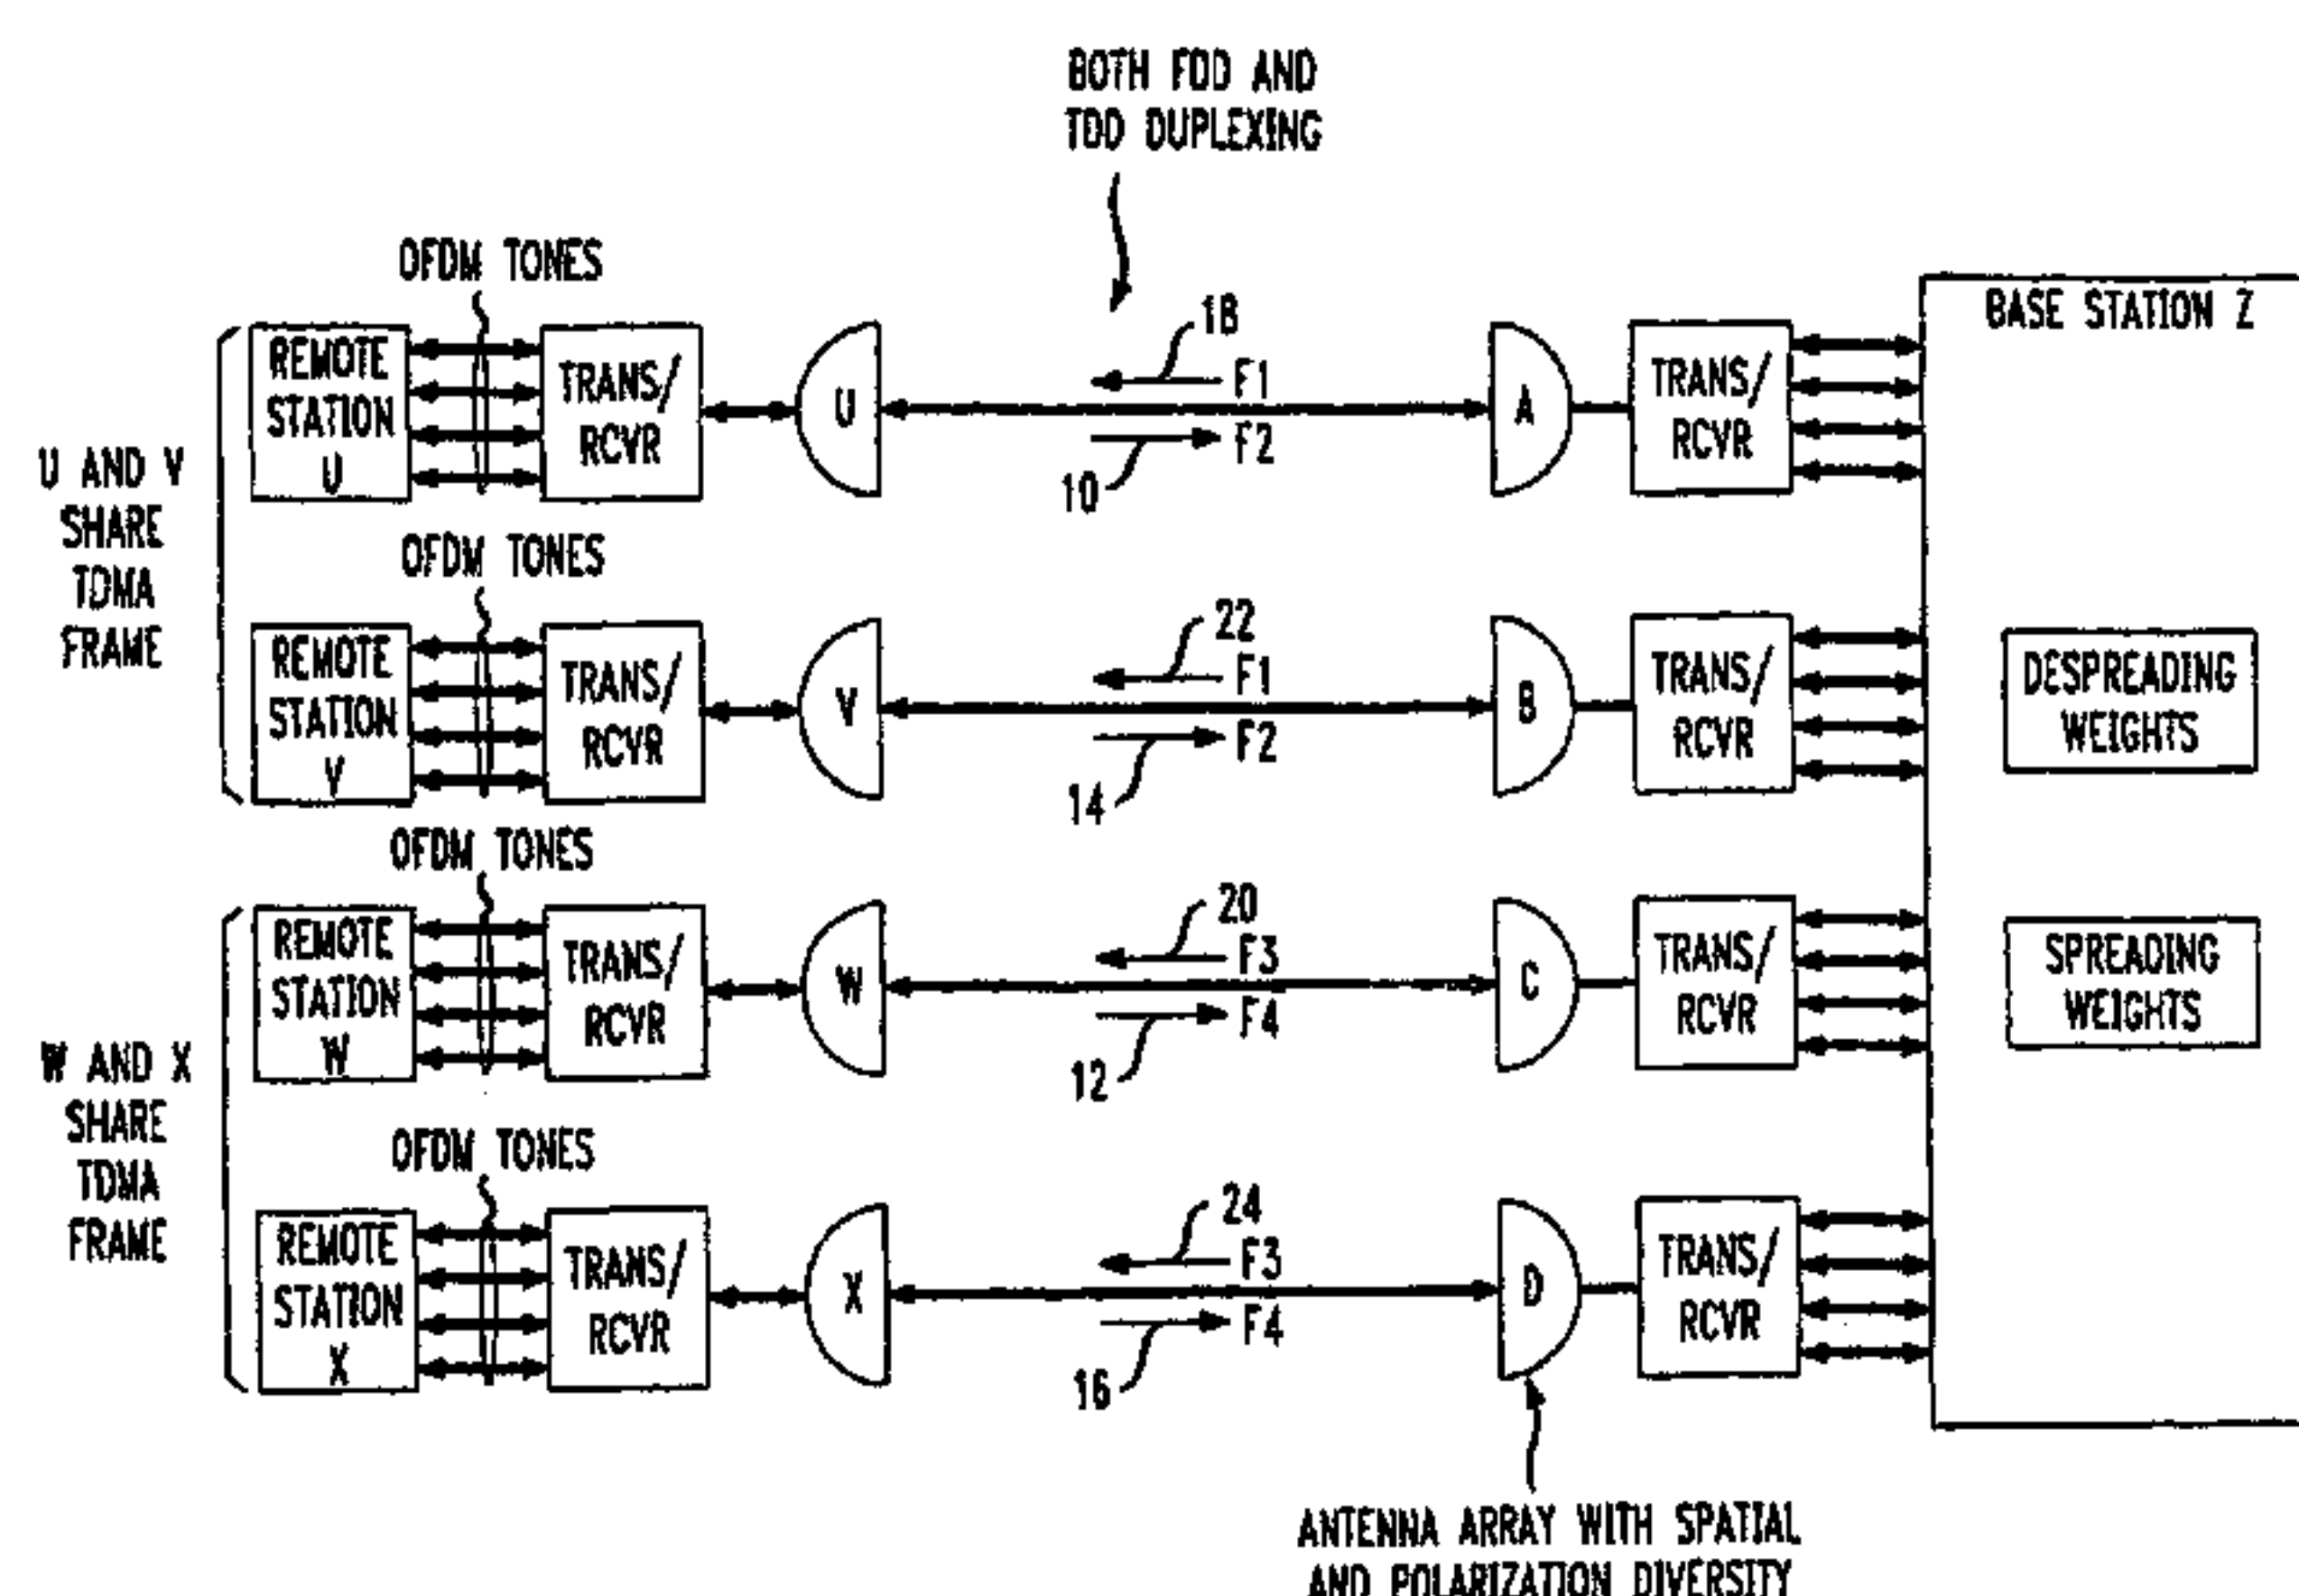 BOTH FDD AND
TDD DUPLEXING
OFDM TONES
18
BASE STATION Z
REMOTE
STATION
U
TRANS/
RCVR
U
F1
F2
A
TRANS/
RCVR
10
U AND V
SHARE
TDMA
FRAME
OFDM TONES
22
REMOTE
STATION
V
TRANS/
RCVR
V
F1
F2
B
TRANS/
RCVR
DESPREADING
WEIGHTS
14
OFDM TONES
20
REMOTE
STATION
W
TRANS/
RCVR
W
F3
F4
C
TRANS/
RCVR
SPREADING
WEIGHTS
12
W AND X
SHARE
TDMA
FRAME
OFDM TONES
24
REMOTE
STATION
X
TRANS/
RCVR
X
F3
F4
D
TRANS/
RCVR
16
ANTENNA ARRAY WITH SPATIAL
AND POLARIZATION DIVERSITY